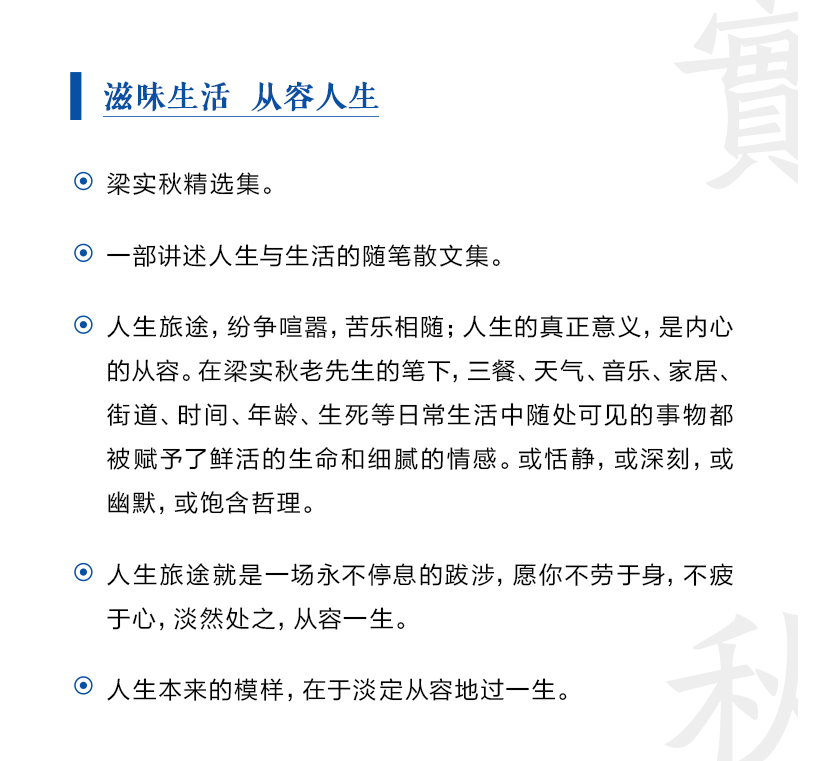 實
滋味生活 从容人生
梁实秋精选集。
一部讲述人生与生活的随笔散文集。
人生旅途，纷争喧嚣，苦乐相随；人生的真正意义，是内心
的从容。在梁实秋老先生的笔下，三餐、天气、音乐、家居、
街道、时间、年龄、生死等日常生活中随处可见的事物都
被赋予了鲜活的生命和细腻的情感。或恬静，或深刻，或
幽默，或饱含哲理。
人生旅途就是一场永不停息的跋涉，愿你不劳于身，不疲
于心，淡然处之，从容一生。
人生本来的模样，在于淡定从容地过一生。
秋